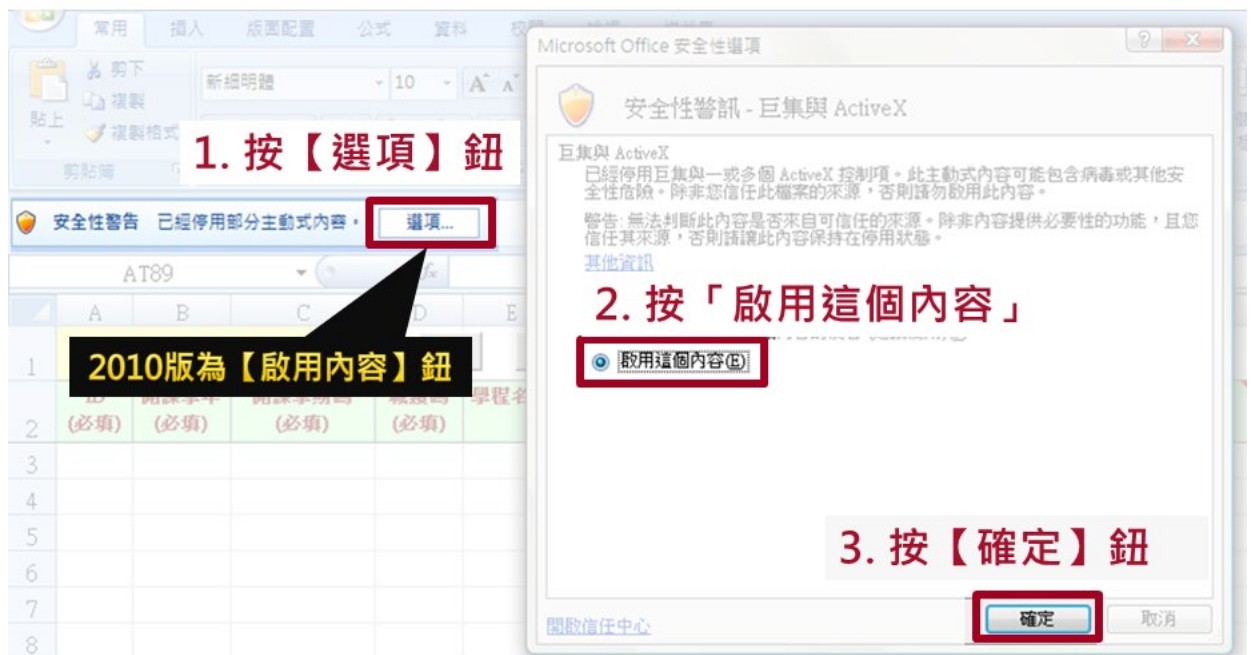 常用 插入 版面配置 公式 資料
Microsoft Office 安全性選項
剪下
新細明體 10
複製
貼上
複製格式
剪貼簿
安全性警訊 - 巨集與 ActiveX
1. 按【選項】鈕
巨集與 ActiveX
已經停用巨集與一或多個 ActiveX 控制項。此主動式內容可能包含病毒或其他安
全性危險。除非您信任此檔案的來源，否則請勿啟用此內容。
安全性警告 已經停用部分主動式內容。 選項...
警告: 無法判斷此內容是否來自可信任的來源。除非內容提供必要性的功能，且您
信任其來源，否則請讓此內容保持在停用狀態。
其他資訊
AT89 fx
2. 按「啟用這個內容」
A B C D E
啟用這個內容(E)
1
2010版為【啟用內容】鈕
2 (必填) (必填) (必填) (必填)
3
4
5
3. 按【確定】鈕
6
7
開啟信任中心 確定 取消
8